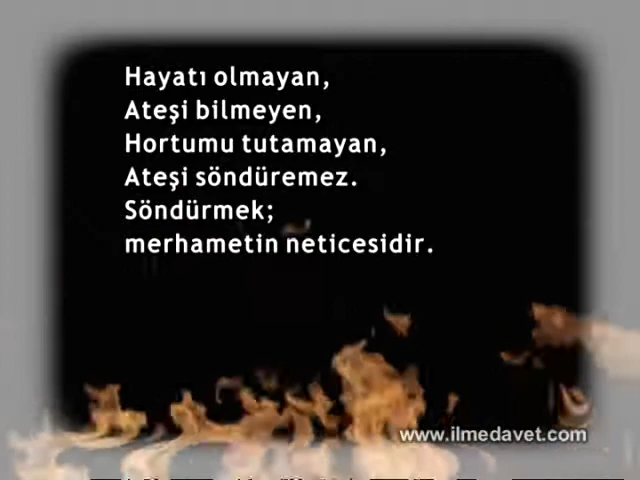 Hayatı olmayan,
Ateşi bilmeyen,
Hortumu tutamayan,
Ateşi söndüremez.
Söndürmek;
merhametin neticesidir.
www.ilmedavet.com